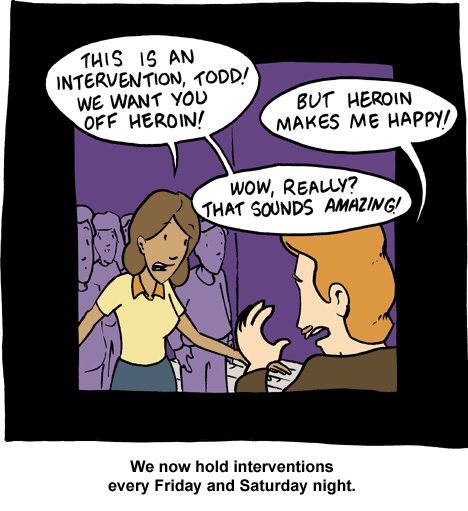 THIS IS AN
INTERVENTION, TODD!
WE WANT YOU
OFF HEROIN!
BUT HEROIN
MAKES ME HAPPY!
WOW, REALLY?
THAT SOUNDS AMAZING!
We now hold interventions
every Friday and Saturday night.